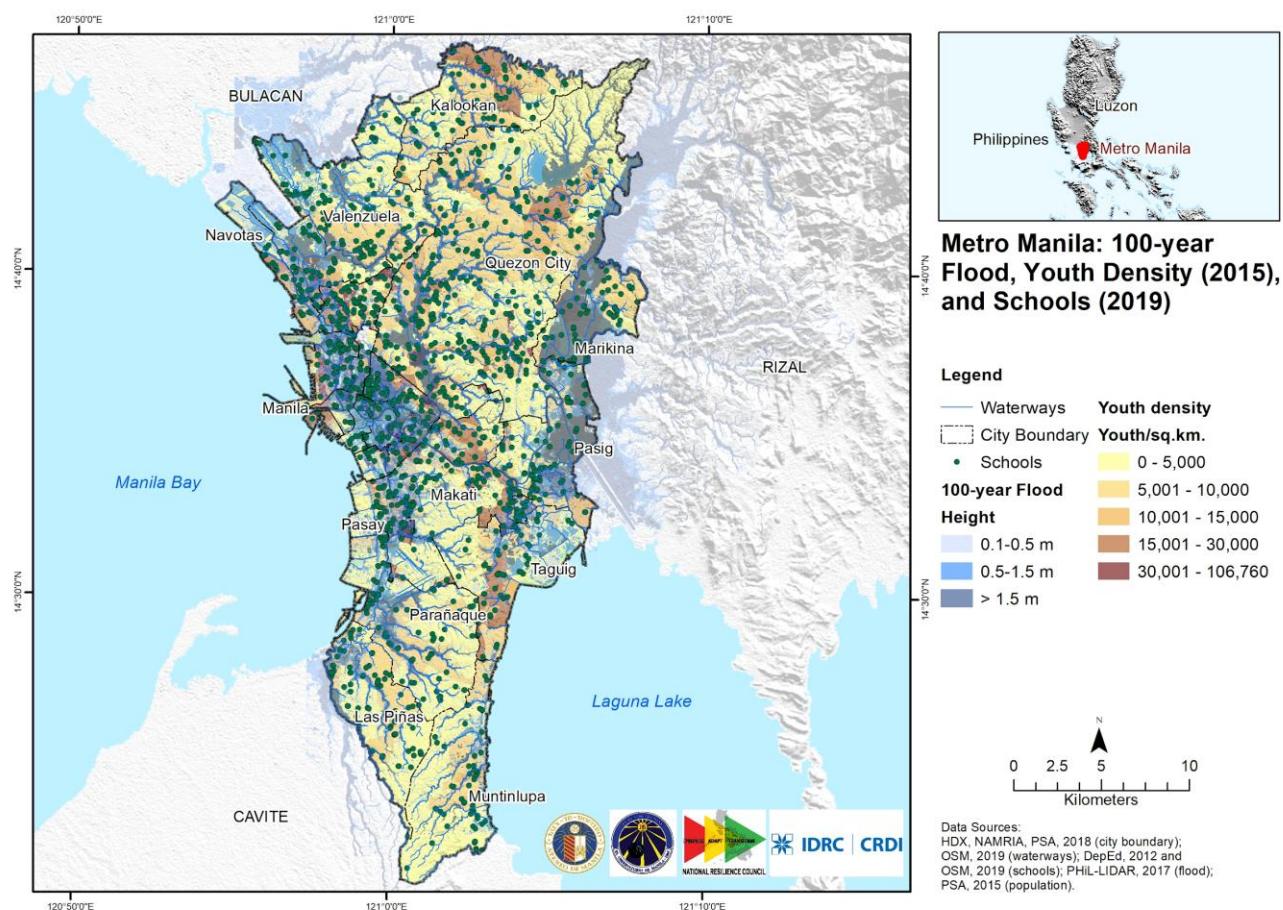 120°50'0"E
121°0'0"E
121°10'0"E
BULACAN
Kalookan
Valenzuela
Navotas
Quezon City
Marikina
RIZAL
Manila
Pasig
Manila Bay
Makati
Pasay
Taguig
Parañaque
Laguna Lake
Las Piñas
CAVITE
Muntinlupa
14°40'0"N
14°30'0"N
14°40'0"N
14°30'0"N
NATIONAL RESILIENCE COUNCIL
IDRC | CRDI
120°50'0"E
121°0'0"E
121°10'0"E
Luzon
Philippines
Metro Manila
Metro Manila: 100-year
Flood, Youth Density (2015),
and Schools (2019)
Legend
Waterways
City Boundary
Schools
100-year Flood
Height
0.1-0.5 m
0.5-1.5 m
> 1.5 m
Youth density
Youth/sq.km.
0 - 5,000
5,001 - 10,000
10,001 - 15,000
15,001 - 30,000
30,001 - 106,760
N
0 2.5 5 10
Kilometers
Data Sources:
HDX, NAMRIA, PSA, 2018 (city boundary);
OSM, 2019 (waterways); DepEd, 2012 and
OSM, 2019 (schools); PHiL-LIDAR, 2017 (flood);
PSA, 2015 (population).